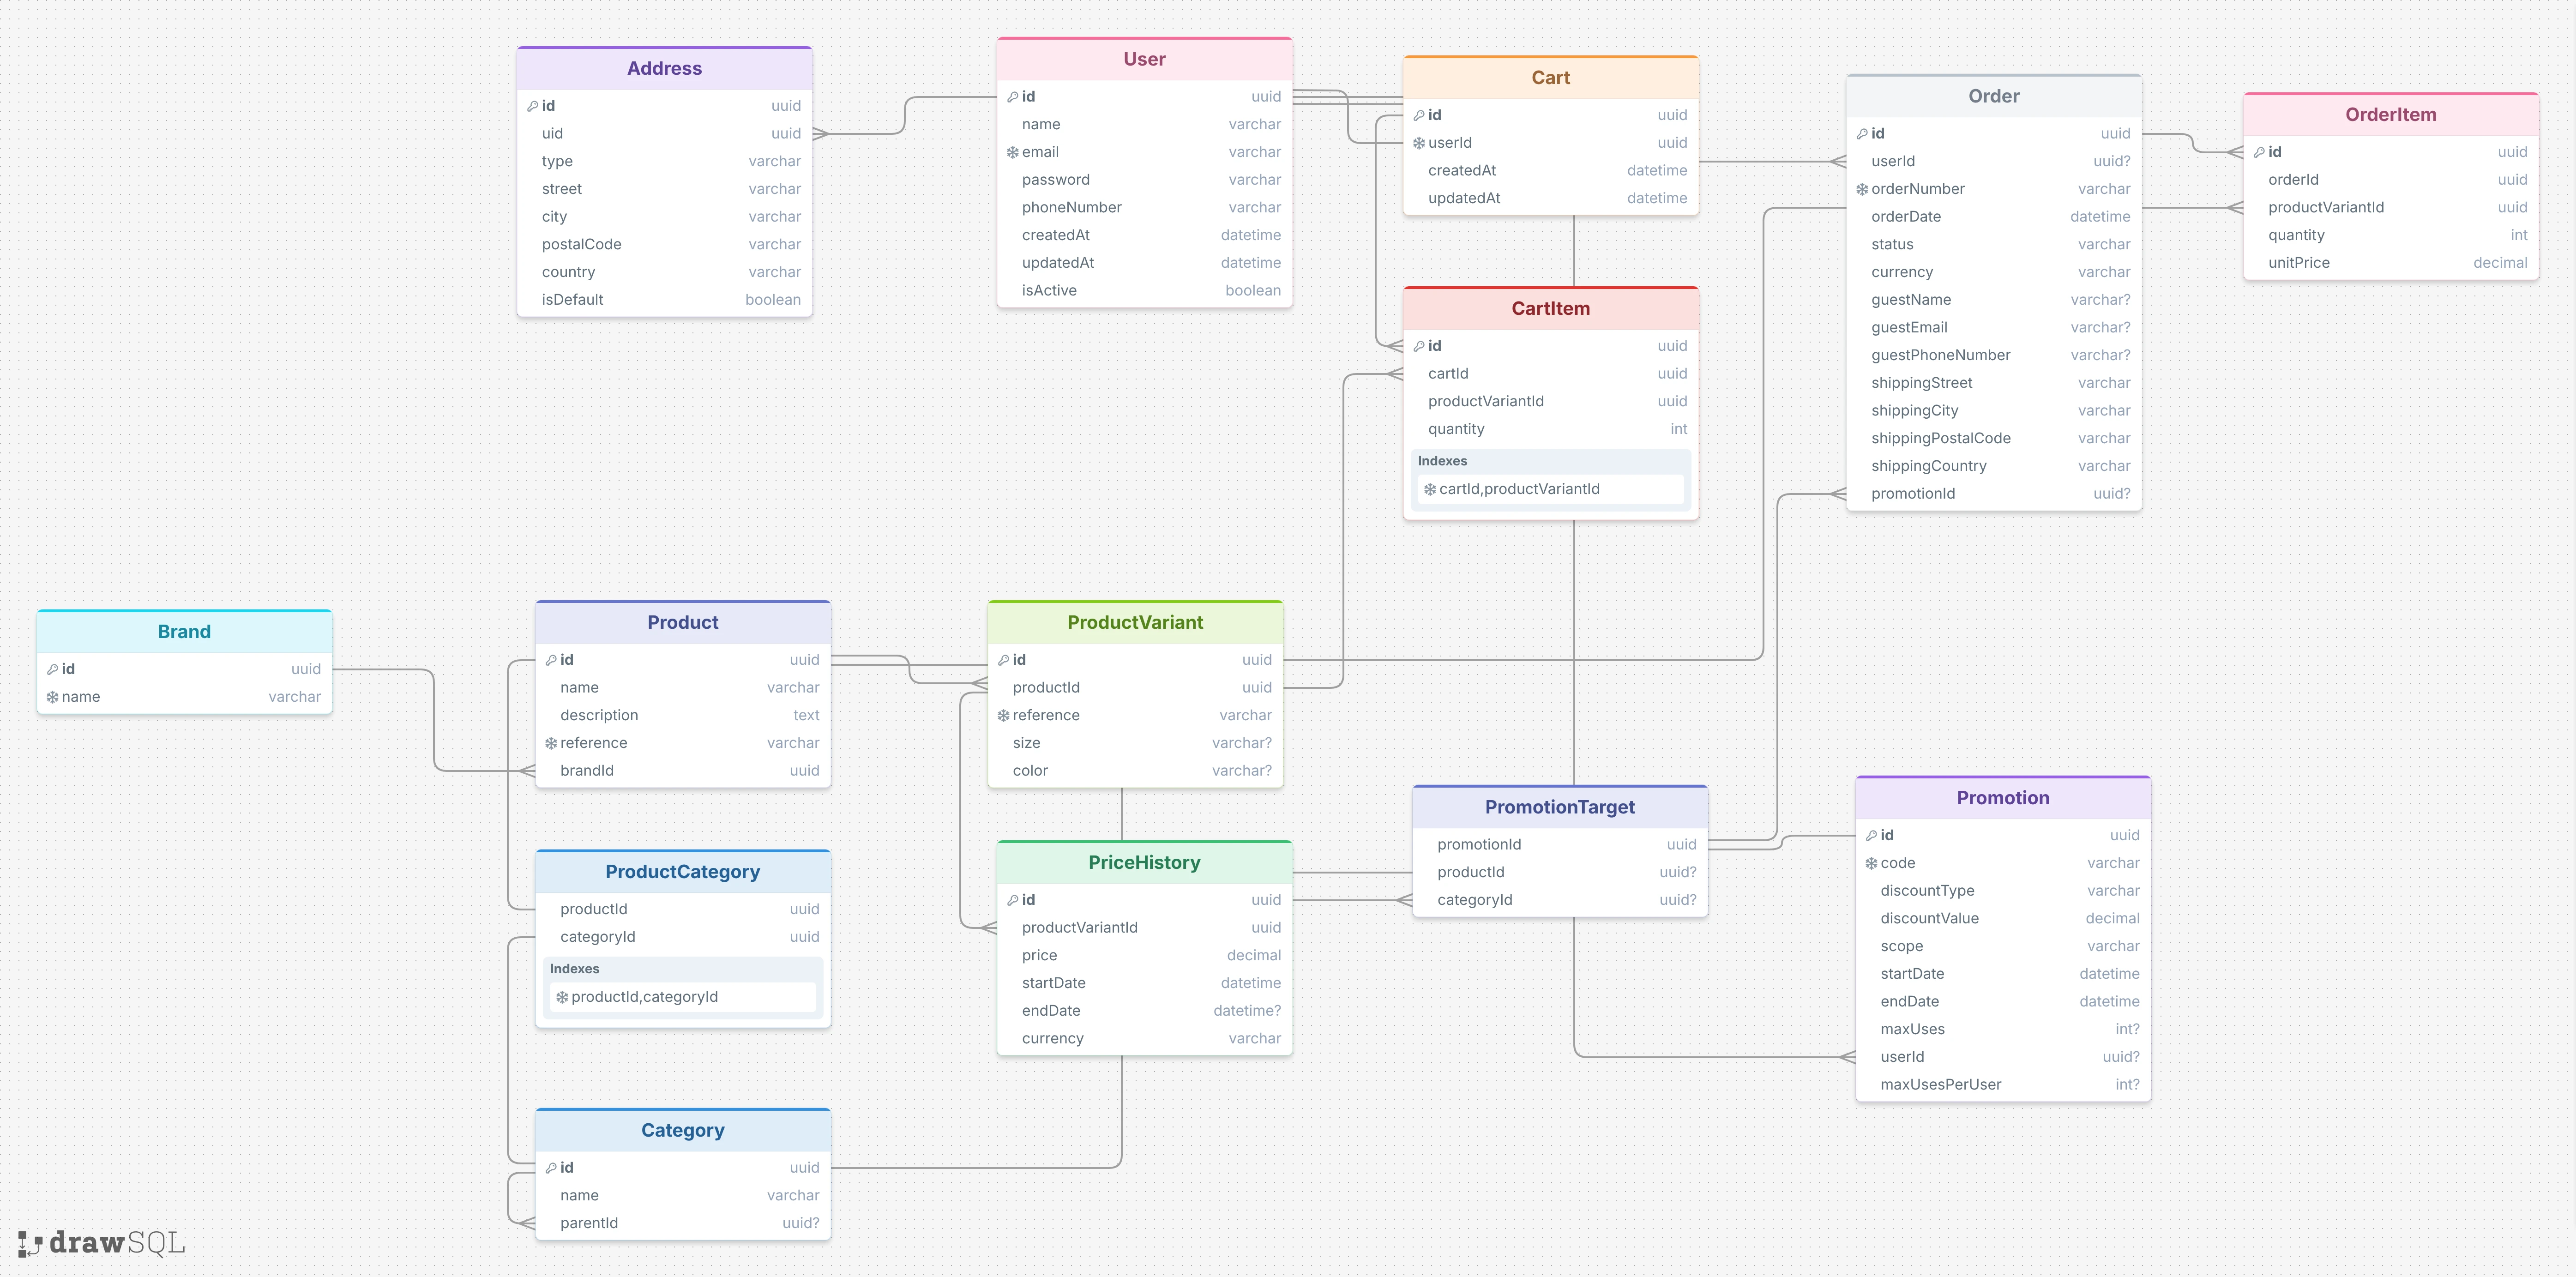 Address
id uuid
uid uuid
type varchar
street varchar
city varchar
postalCode varchar
country varchar
isDefault boolean
User
id uuid
name varchar
email varchar
password varchar
phoneNumber varchar
createdAt datetime
updatedAt datetime
isActive boolean
Cart
id uuid
userId uuid
createdAt datetime
updatedAt datetime
Order
id uuid
userId uuid?
orderNumber varchar
orderDate datetime
status varchar
currency varchar
guestName varchar?
guestEmail varchar?
guestPhoneNumber varchar?
shippingStreet varchar
shippingCity varchar
shippingPostalCode varchar
shippingCountry varchar
promotionId uuid?
OrderItem
id uuid
orderId uuid
productVariantId uuid
quantity int
unitPrice decimal
CartItem
id uuid
cartId uuid
productVariantId uuid
quantity int
Indexes
cartId,productVariantId
Brand
id uuid
name varchar
Product
id uuid
name varchar
description text
reference varchar
brandId uuid
ProductVariant
id uuid
productId uuid
reference varchar
size varchar?
color varchar?
PromotionTarget
promotionId uuid
productId uuid?
categoryId uuid?
Promotion
id uuid
code varchar
discountType varchar
discountValue decimal
scope varchar
startDate datetime
endDate datetime
maxUses int?
userId uuid?
maxUsesPerUser int?
ProductCategory
productId uuid
categoryId uuid
Indexes
productId,categoryId
PriceHistory
id uuid
productVariantId uuid
price decimal
startDate datetime
endDate datetime?
currency varchar
Category
id uuid
name varchar
parentId uuid?
drawSQL